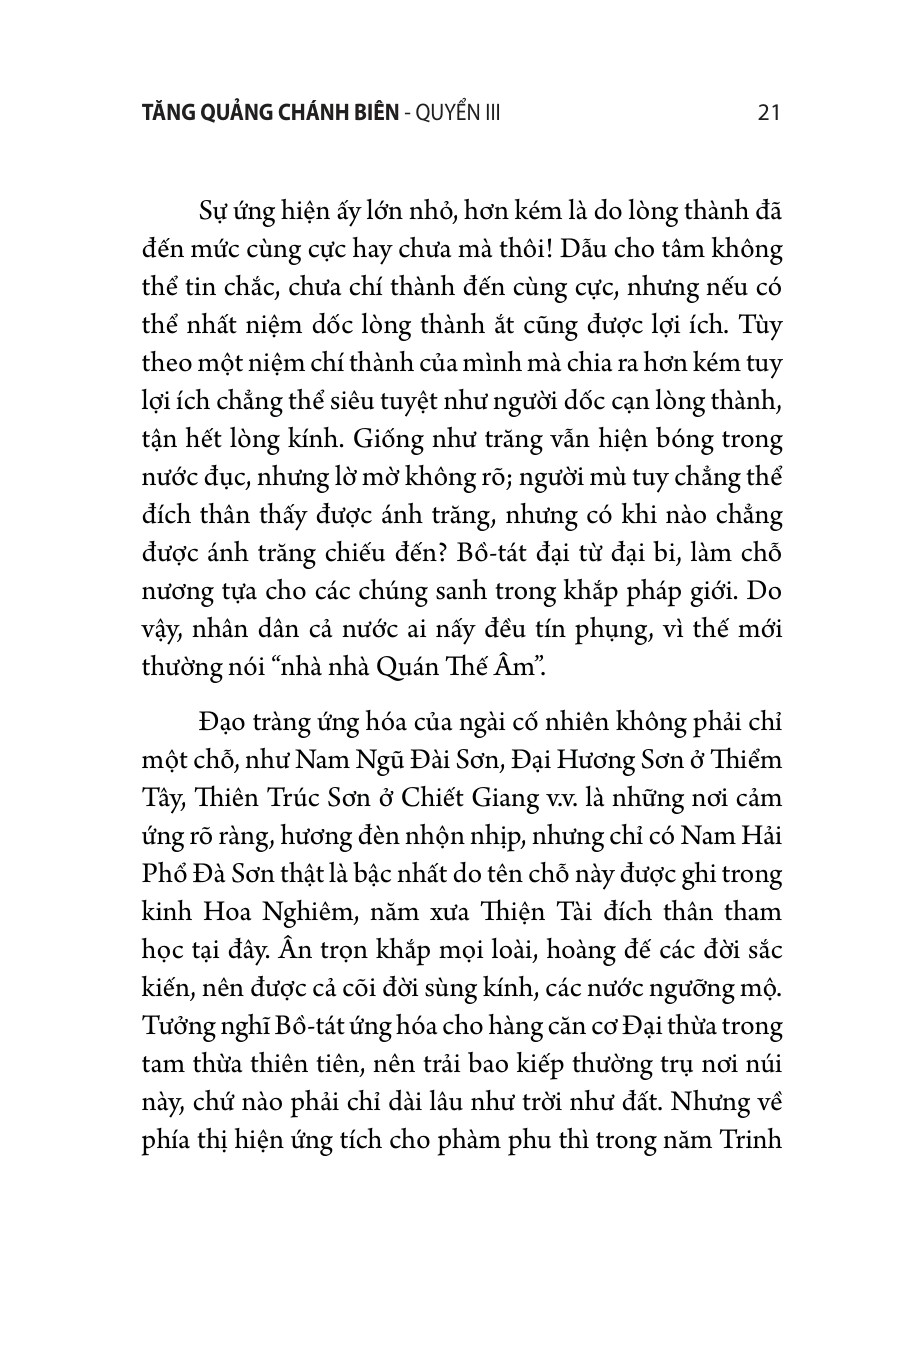 TĂNG QUẢNG CHÁNH BIÊN - QUYỂN III 21
Sự ứng hiện ấy lớn nhỏ, hơn kém là do lòng thành đã
đến mức cùng cực hay chưa mà thôi! Dẫu cho tâm không
thể tin chắc, chưa chí thành đến cùng cực, nhưng nếu có
thể nhất niệm dốc lòng thành ắt cũng được lợi ích. Tùy
theo một niệm chí thành của mình mà chia ra hơn kém tuy
lợi ích chẳng thể siêu tuyệt như người dốc cạn lòng thành,
tận hết lòng kính. Giống như trăng vẫn hiện bóng trong
nước đục, nhưng lờ mờ không rõ; người mù tuy chẳng thể
đích thân thấy được ánh trăng, nhưng có khi nào chẳng
được ánh trăng chiếu đến? Bồ-tát đại từ đại bi, làm chỗ
nương tựa cho các chúng sanh trong khắp pháp giới. Do
vậy, nhân dân cả nước ai nấy đều tín phụng, vì thế mới
thường nói “nhà nhà Quán Thế Âm”.
Đạo tràng ứng hóa của ngài cố nhiên không phải chỉ
một chỗ, như Nam Ngũ Đài Sơn, Đại Hương Sơn ở Thiểm
Tây, Thiên Trúc Sơn ở Chiết Giang v.v. là những nơi cảm
ứng rõ ràng, hương đèn nhộn nhịp, nhưng chỉ có Nam Hải
Phổ Đà Sơn thật là bậc nhất do tên chỗ này được ghi trong
kinh Hoa Nghiêm, năm xưa Thiện Tài đích thân tham
học tại đây. Ân trọn khắp mọi loài, hoàng đế các đời sắc
kiến, nên được cả cõi đời sùng kính, các nước ngưỡng mộ.
Tưởng nghĩ Bồ-tát ứng hóa cho hàng căn cơ Đại thừa trong
tam thừa thiên tiên, nên trải bao kiếp thường trụ nơi núi
này, chứ nào phải chỉ dài lâu như trời như đất. Nhưng về
phía thị hiện ứng tích cho phàm phu thì trong năm Trinh